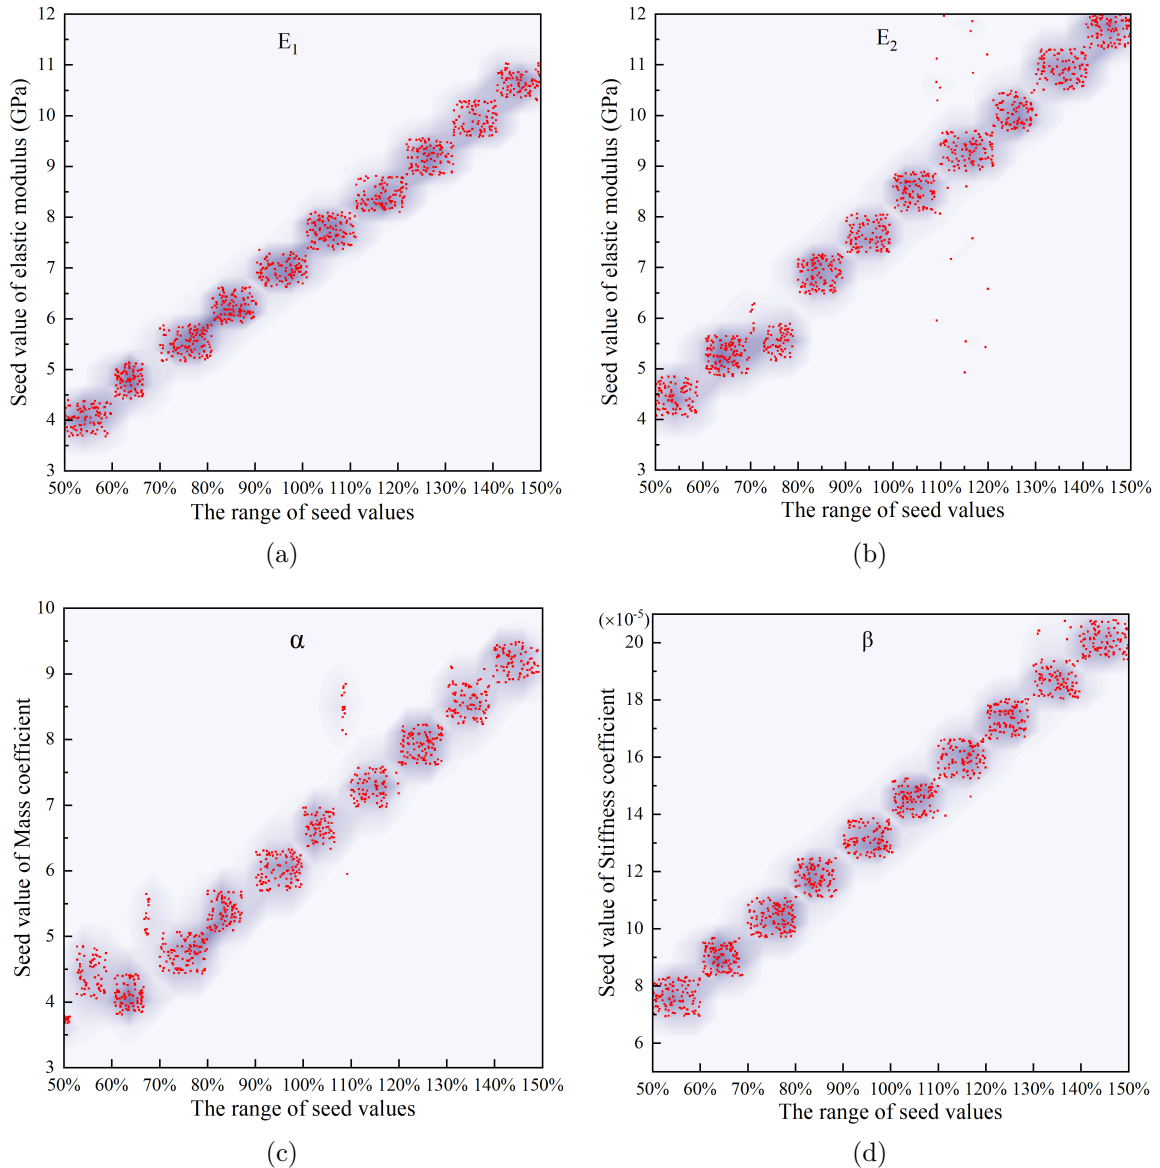 E1
Seed value of elastic modulus (GPa)
12
11
10
9
8
7
6
5
4
3
50% 60% 70% 80% 90% 100% 110% 120% 130% 140% 150%
The range of seed values
(a)
E2
Seed value of elastic modulus (GPa)
12
11
10
9
8
7
6
5
4
3
50% 60% 70% 80% 90% 100% 110% 120% 130% 140% 150%
The range of seed values
(b)
α
Seed value of Mass coefficient
10
9
8
7
6
5
4
3
50% 60% 70% 80% 90% 100% 110% 120% 130% 140% 150%
The range of seed values
(c)
(×10-5)
β
Seed value of Stiffness coefficient
20
18
16
14
12
10
8
6
50% 60% 70% 80% 90% 100% 110% 120% 130% 140% 150%
The range of seed values
(d)